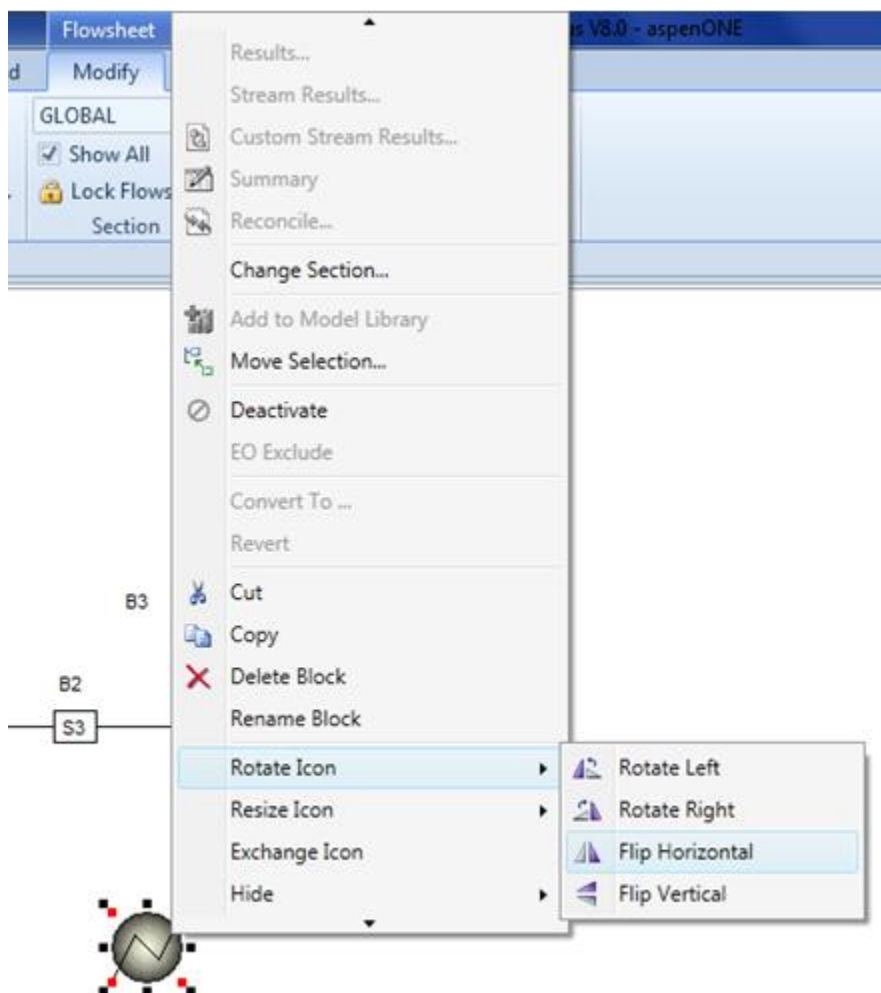 Flowsheet
s V8.0 - aspenONE
d
Modify
GLOBAL
Show All
Lock Flows
Section
Results...
Stream Results...
Custom Stream Results...
Summary
Reconcile...
Change Section...
Add to Model Library
Move Selection...
Deactivate
EO Exclude
Convert To ...
Revert
Cut
Copy
Delete Block
Rename Block
Rotate Icon
Resize Icon
Exchange Icon
Hide
Rotate Left
Rotate Right
Flip Horizontal
Flip Vertical
B3
B2
S3